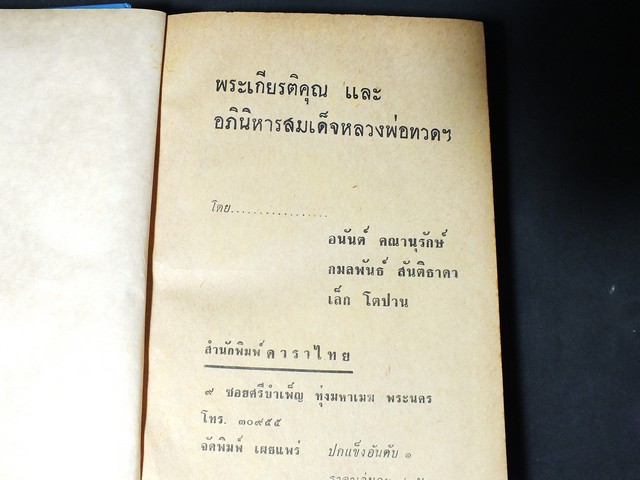 พระเกียรติคุณ และ
อภินิหารสมเด็จหลวงพ่อทวดฯ
โดย.................
อนันต์ คณานุรักษ์
กมลพันธ์ สันติธาดา
เล็ก โตปาน
สำนักพิมพ์ ดาราไทย
๙ ซอยศรีบำเพ็ญ ทุ่งมหาเมฆ พระนคร
โทร. ๓๐๙๕๕
จัดพิมพ์ เผยแพร่ ปกแข็งอันดับ ๑